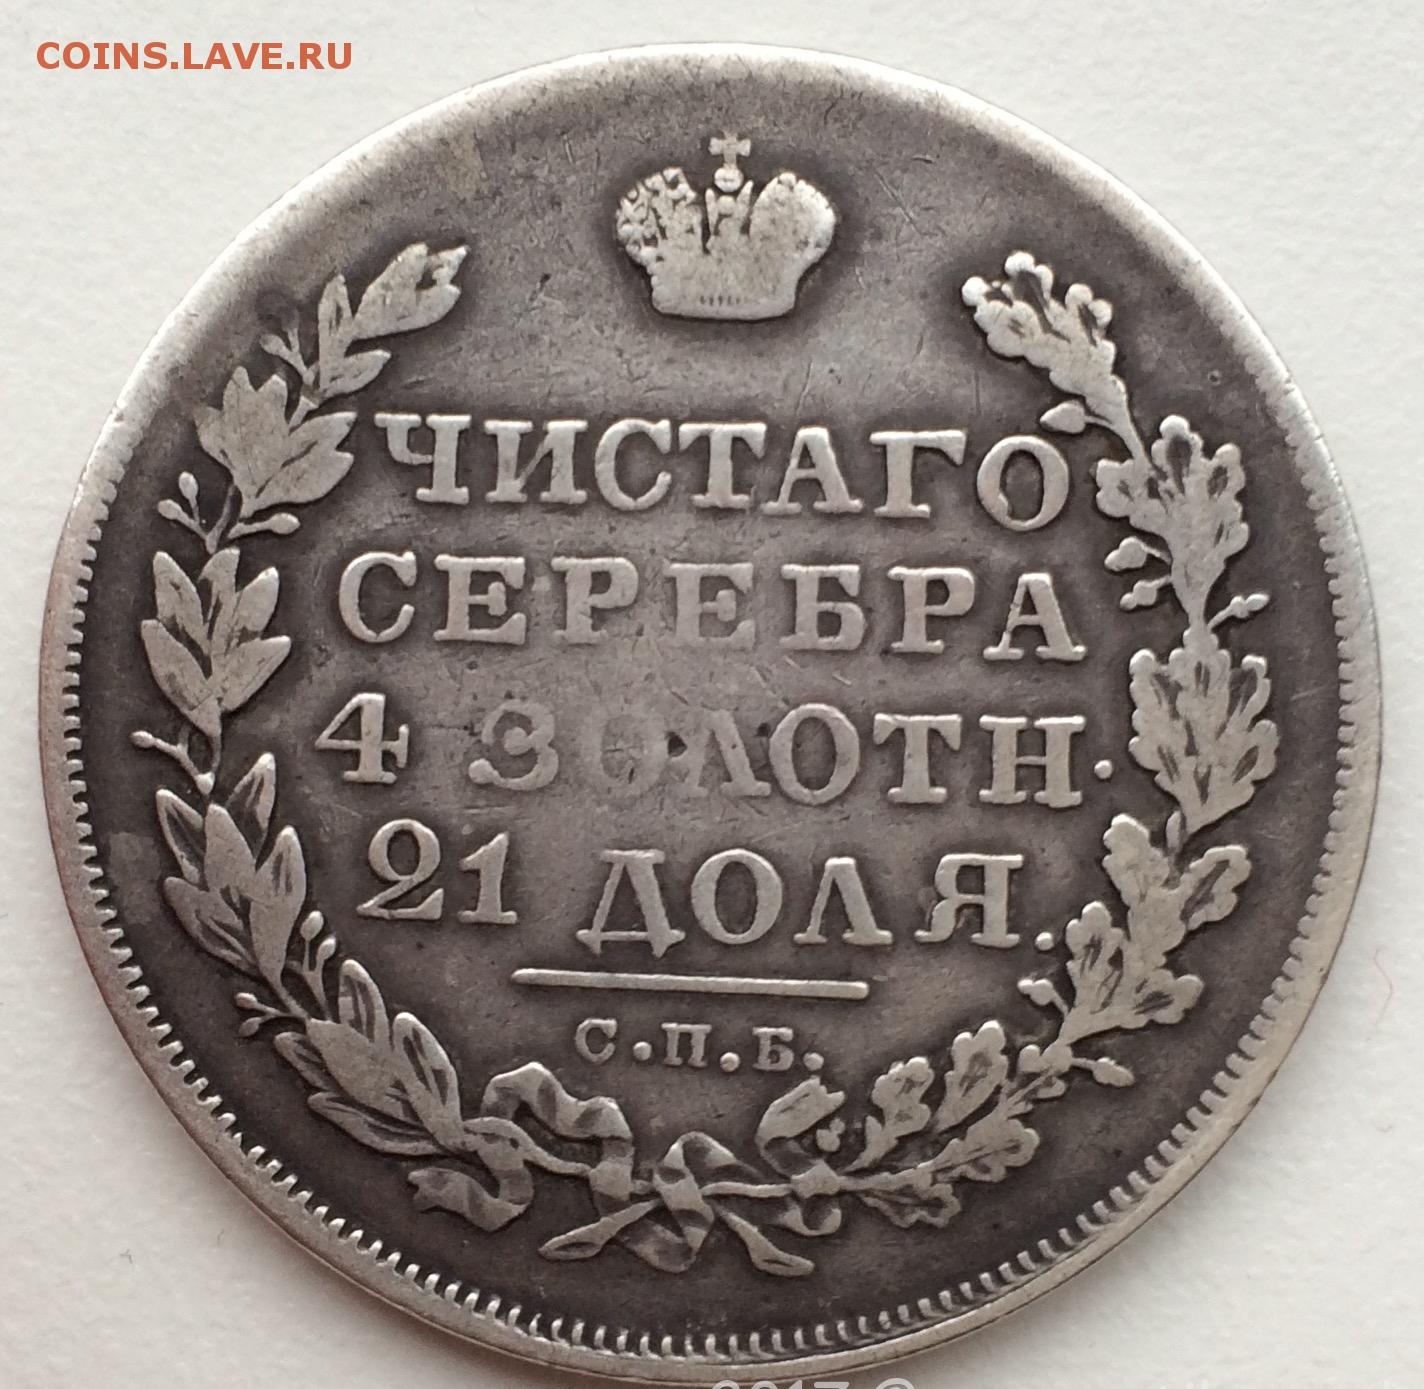 COINS.LAVE.RU
ЧИСТАГО
СЕРЕБРА
4 ЗОЛОТН.
21 ДОЛЯ.
С.П.Б.